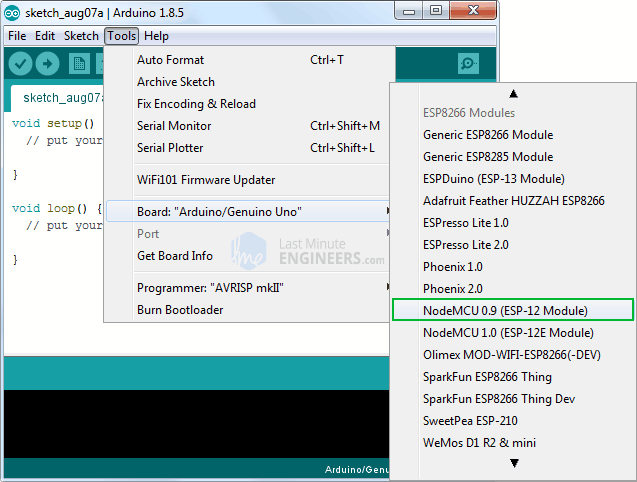 sketch_aug07a | Arduino 1.8.5
File Edit Sketch Tools Help
sketch_aug07a
void setup()
// put your
}
void loop() {
// put your
}
Auto Format Ctrl+T
Archive Sketch
Fix Encoding & Reload
Serial Monitor Ctrl+Shift+M
Serial Plotter Ctrl+Shift+L
WiFi101 Firmware Updater
Board: "Arduino/Genuino Uno"
Port
Get Board Info
Programmer: "AVRISP mkII"
Burn Bootloader
Last Minute
ENGINEERS.com
ESP8266 Modules
Generic ESP8266 Module
Generic ESP8285 Module
ESPDuino (ESP-13 Module)
Adafruit Feather HUZZAH ESP8266
ESPresso Lite 1.0
ESPresso Lite 2.0
Phoenix 1.0
Phoenix 2.0
NodeMCU 0.9 (ESP-12 Module)
NodeMCU 1.0 (ESP-12E Module)
Olimex MOD-WIFI-ESP8266(-DEV)
SparkFun ESP8266 Thing
SparkFun ESP8266 Thing Dev
SweetPea ESP-210
WeMos D1 R2 & mini
Arduino/Genu